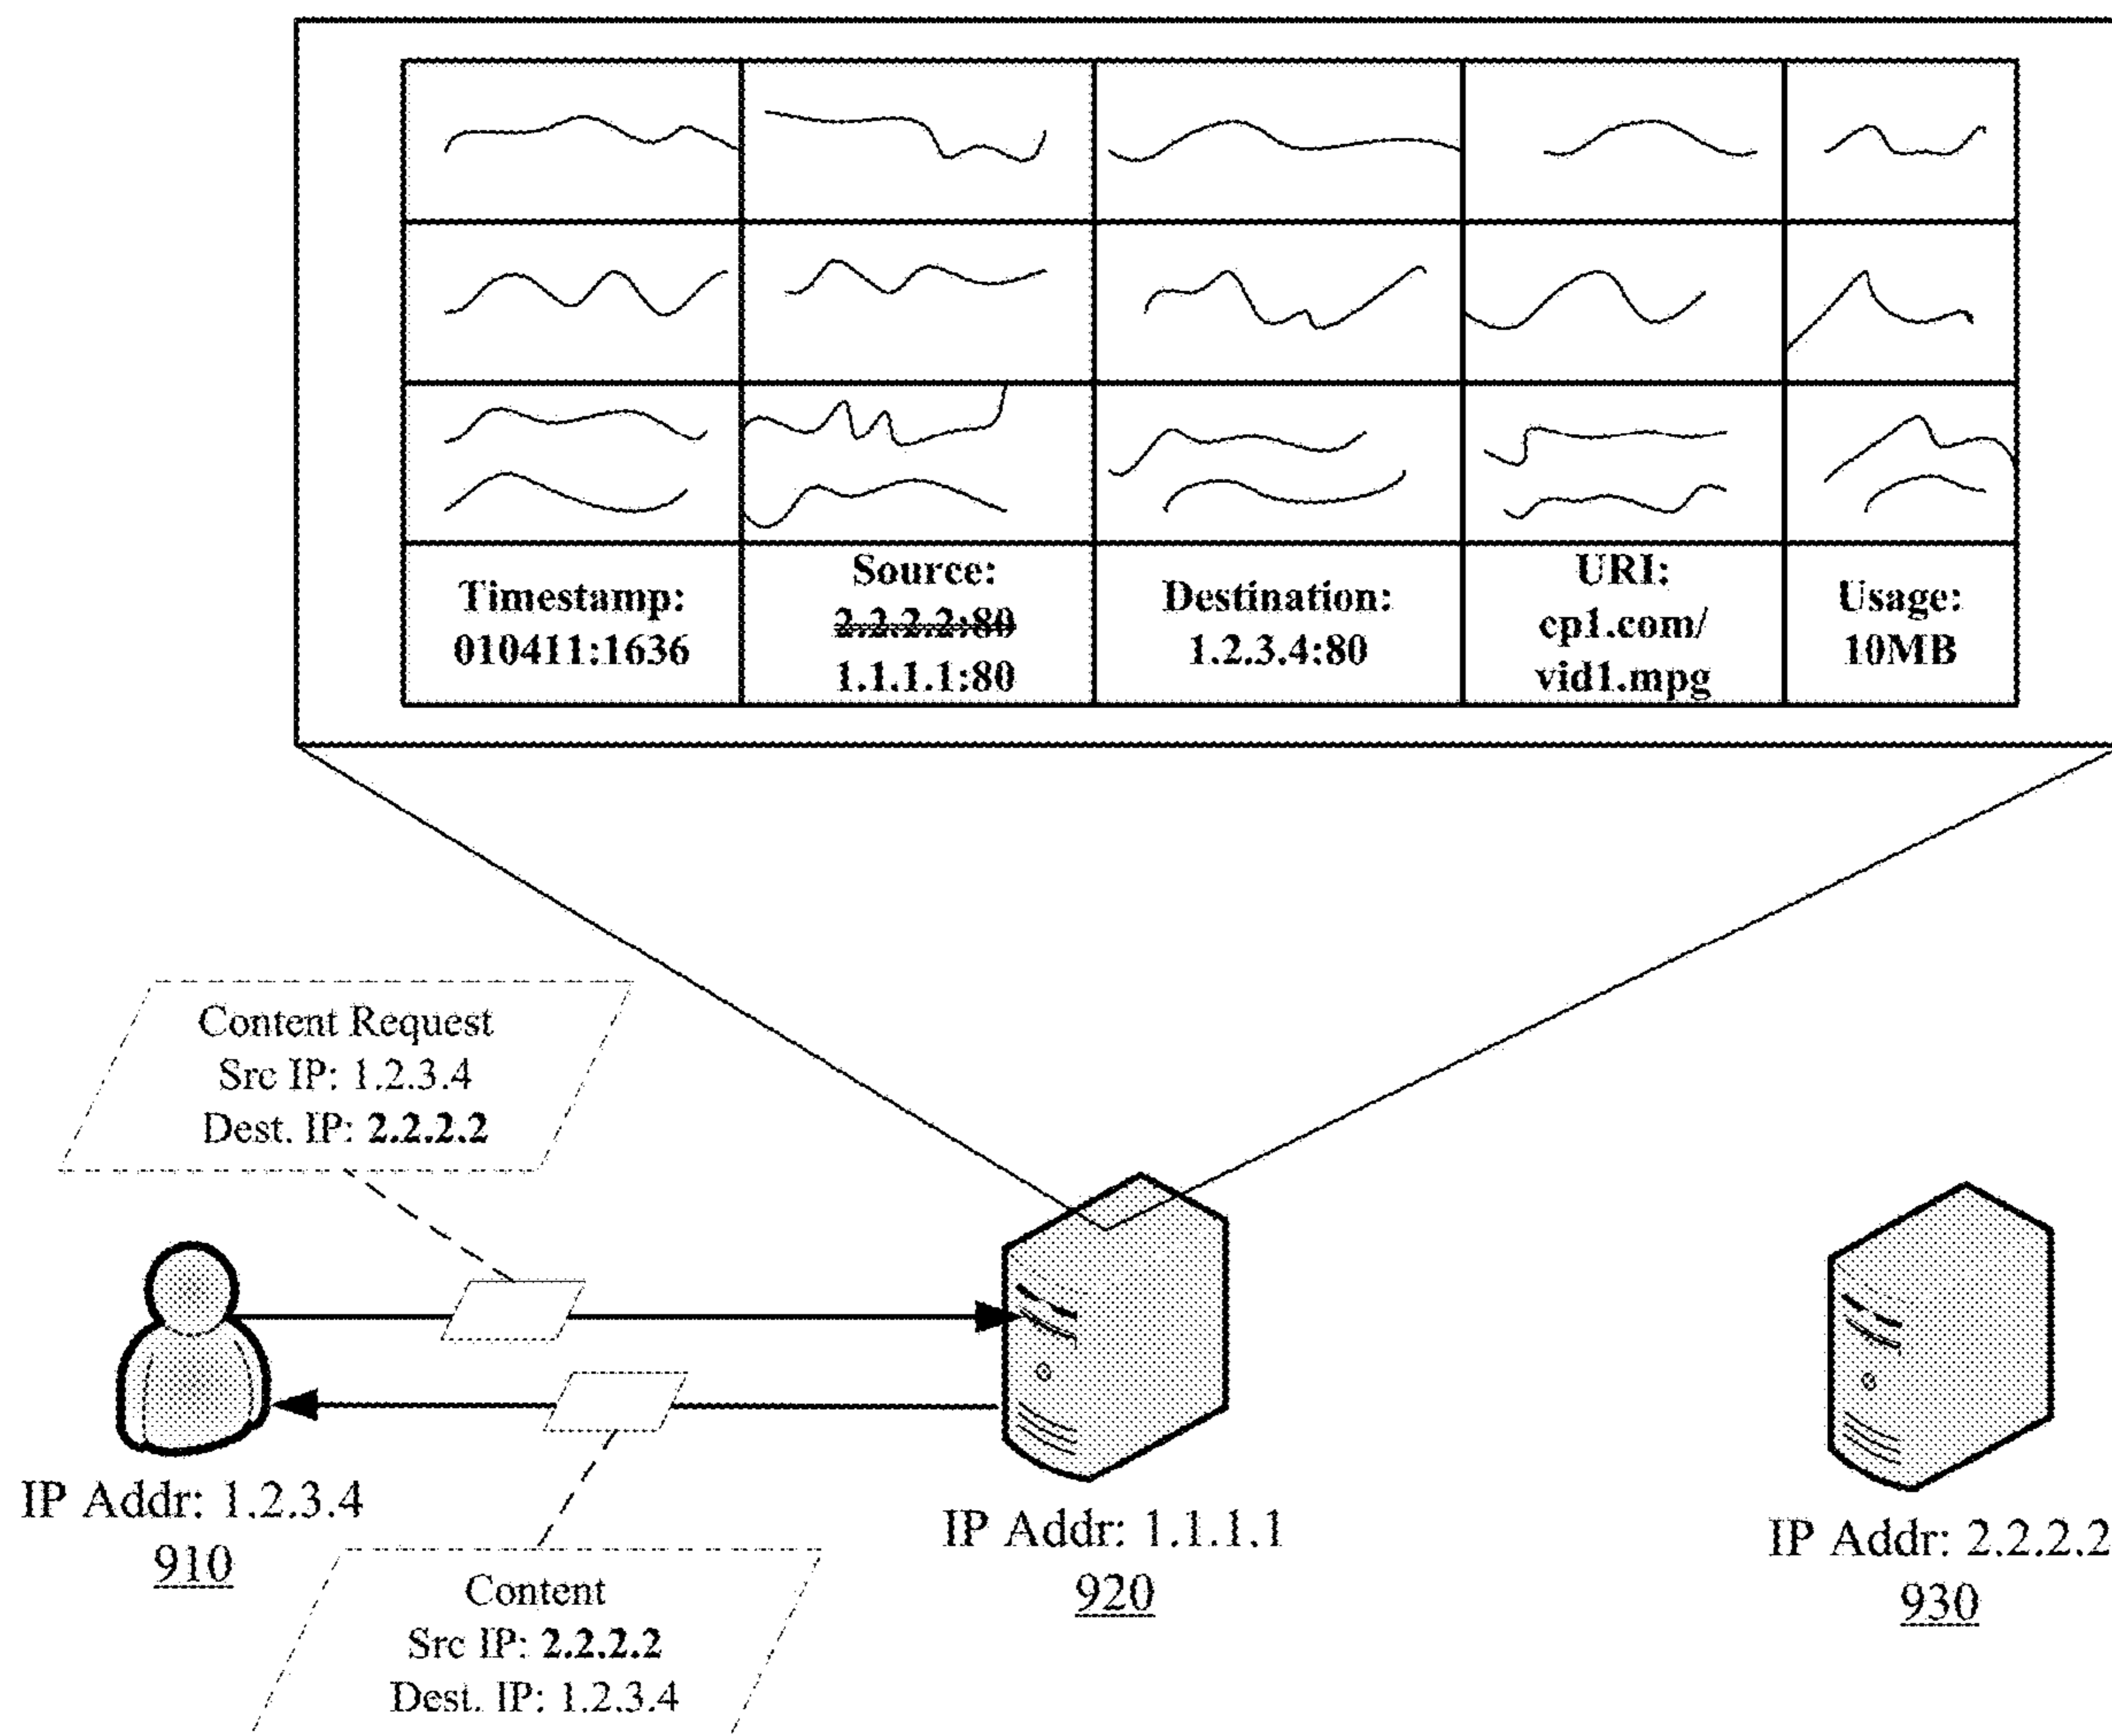 Timestamp:
010411:1636
Source:
2.2.2.2:80
1.1.1.1:80
Destination:
1.2.3.4:80
URI:
cp1.com/
vid1.mpg
Usage:
10MB
Content Request
Src IP: 1.2.3.4
Dest. IP: 2.2.2.2
IP Addr: 1.2.3.4
910
Content
Src IP: 2.2.2.2
Dest. IP: 1.2.3.4
IP Addr: 1.1.1.1
920
IP Addr: 2.2.2.2
930